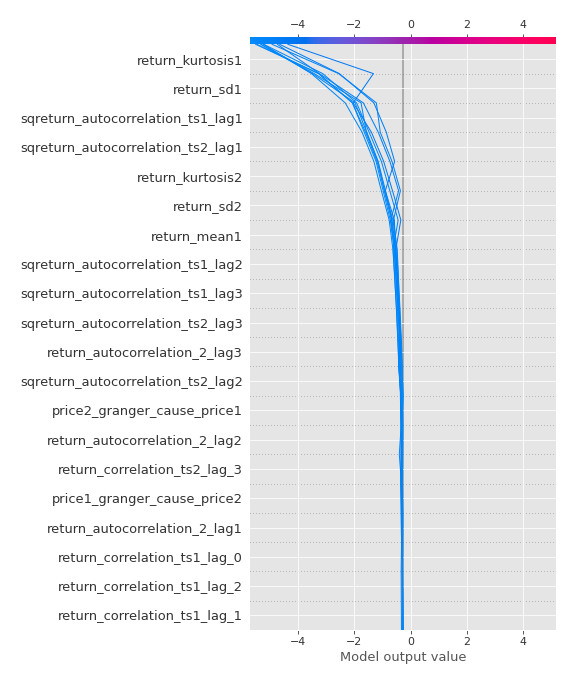 −4 −2 0 2 4
return_kurtosis1
return_sd1
sqreturn_autocorrelation_ts1_lag1
sqreturn_autocorrelation_ts2_lag1
return_kurtosis2
return_sd2
return_mean1
sqreturn_autocorrelation_ts1_lag2
sqreturn_autocorrelation_ts1_lag3
sqreturn_autocorrelation_ts2_lag3
return_autocorrelation_2_lag3
sqreturn_autocorrelation_ts2_lag2
price2_granger_cause_price1
return_autocorrelation_2_lag2
return_correlation_ts2_lag_3
price1_granger_cause_price2
return_autocorrelation_2_lag1
return_correlation_ts1_lag_0
return_correlation_ts1_lag_2
return_correlation_ts1_lag_1
−4 −2 0 2 4
Model output value